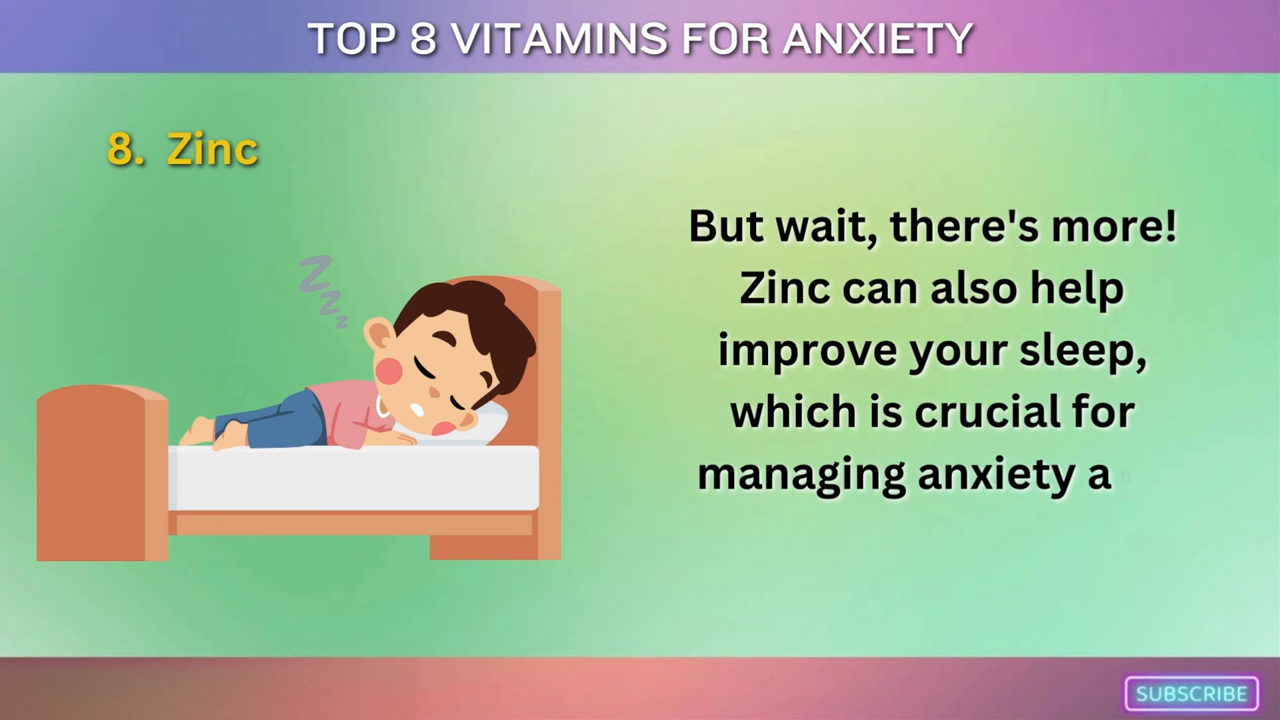 TOP 8 VITAMINS FOR ANXIETY
8. Zinc
Zzzz
But wait, there's more!
Zinc can also help
improve your sleep,
which is crucial for
managing anxiety a
SUBSCRIBE